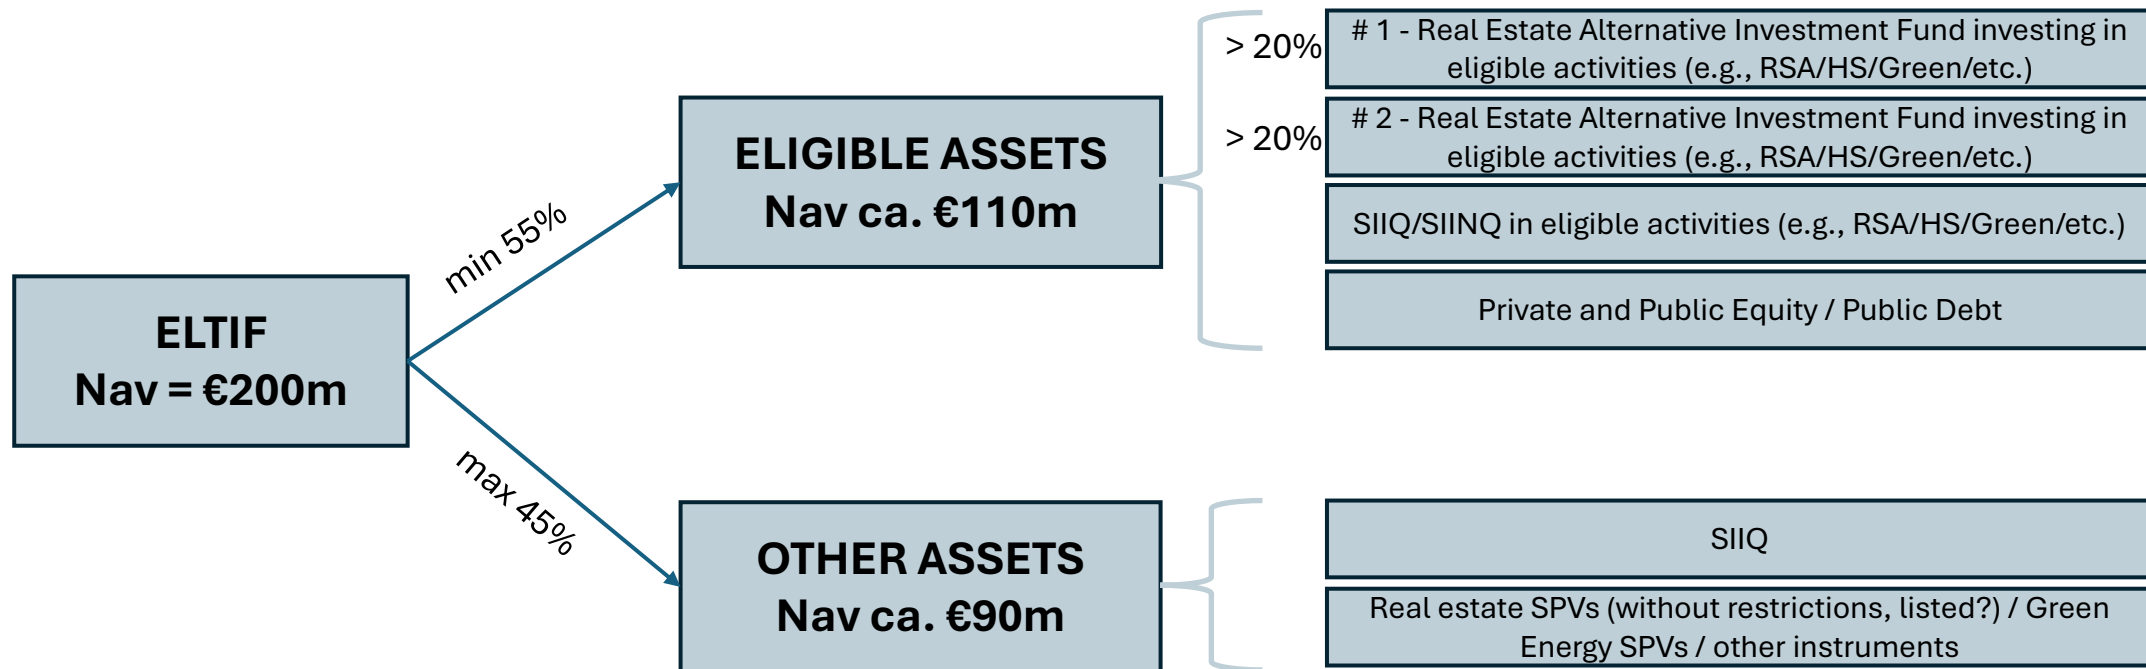 > 20%
# 1 - Real Estate Alternative Investment Fund investing in
eligible activities (e.g., RSA/HS/Green/etc.)
> 20%
# 2 - Real Estate Alternative Investment Fund investing in
eligible activities (e.g., RSA/HS/Green/etc.)
ELIGIBLE ASSETS
Nav ca. €110m
SIIQ/SIINQ in eligible activities (e.g., RSA/HS/Green/etc.)
min 55%
Private and Public Equity / Public Debt
ELTIF
Nav = €200m
max 45%
OTHER ASSETS
Nav ca. €90m
SIIQ
Real estate SPVs (without restrictions, listed?) / Green
Energy SPVs / other instruments